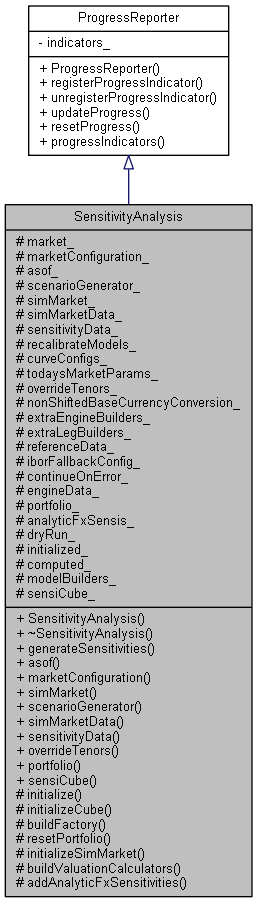 ProgressReporter
- indicators_
+ ProgressReporter()
+ registerProgressIndicator()
+ unregisterProgressIndicator()
+ updateProgress()
+ resetProgress()
+ progressIndicators()
SensitivityAnalysis
# market_
# marketConfiguration_
# asof_
# scenarioGenerator_
# simMarket_
# simMarketData_
# sensitivityData_
# recalibrateModels_
# curveConfigs_
# todaysMarketParams_
# overrideTenors_
# nonShiftedBaseCurrencyConversion_
# extraEngineBuilders_
# extraLegBuilders_
# referenceData_
# iborFallbackConfig_
# continueOnError_
# engineData_
# portfolio_
# analyticFxSensis_
# dryRun_
# initialized_
# computed_
# modelBuilders_
# sensiCube_
+ SensitivityAnalysis()
+ ~SensitivityAnalysis()
+ generateSensitivities()
+ asof()
+ marketConfiguration()
+ simMarket()
+ scenarioGenerator()
+ simMarketData()
+ sensitivityData()
+ overrideTenors()
+ portfolio()
+ sensiCube()
# initialize()
# initializeCube()
# buildFactory()
# resetPortfolio()
# initializeSimMarket()
# buildValuationCalculators()
# addAnalyticFxSensitivities()